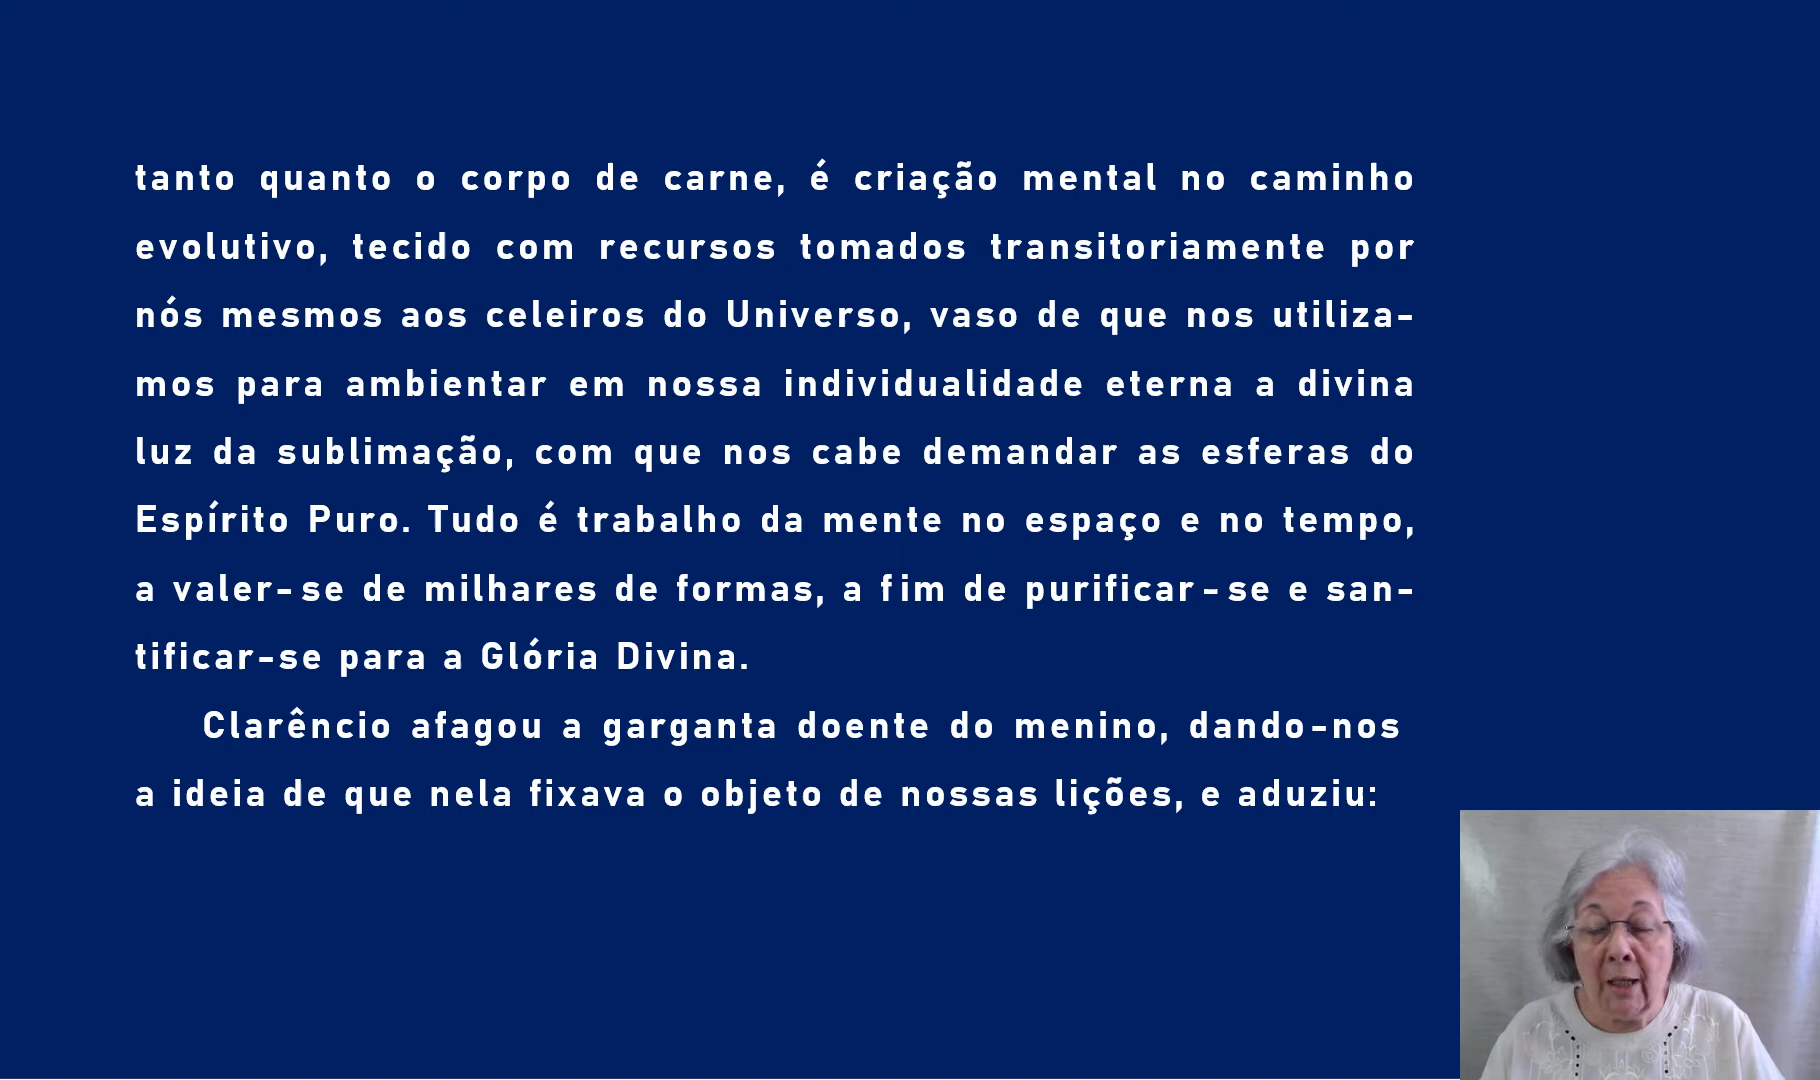 tanto quanto o corpo de carne, é criação mental no caminho
evolutivo, tecido com recursos tomados transitoriamente por
nós mesmos aos celeiros do Universo, vaso de que nos utiliza-
mos para ambientar em nossa individualidade eterna a divina
luz da sublimação, com que nos cabe demandar as esferas do
Espírito Puro. Tudo é trabalho da mente no espaço e no tempo,
a valer-se de milhares de formas, a fim de purificar-se e san-
tificar-se para a Glória Divina.
Clarêncio afagou a garganta doente do menino, dando-nos
a ideia de que nela fixava o objeto de nossas lições, e aduziu: